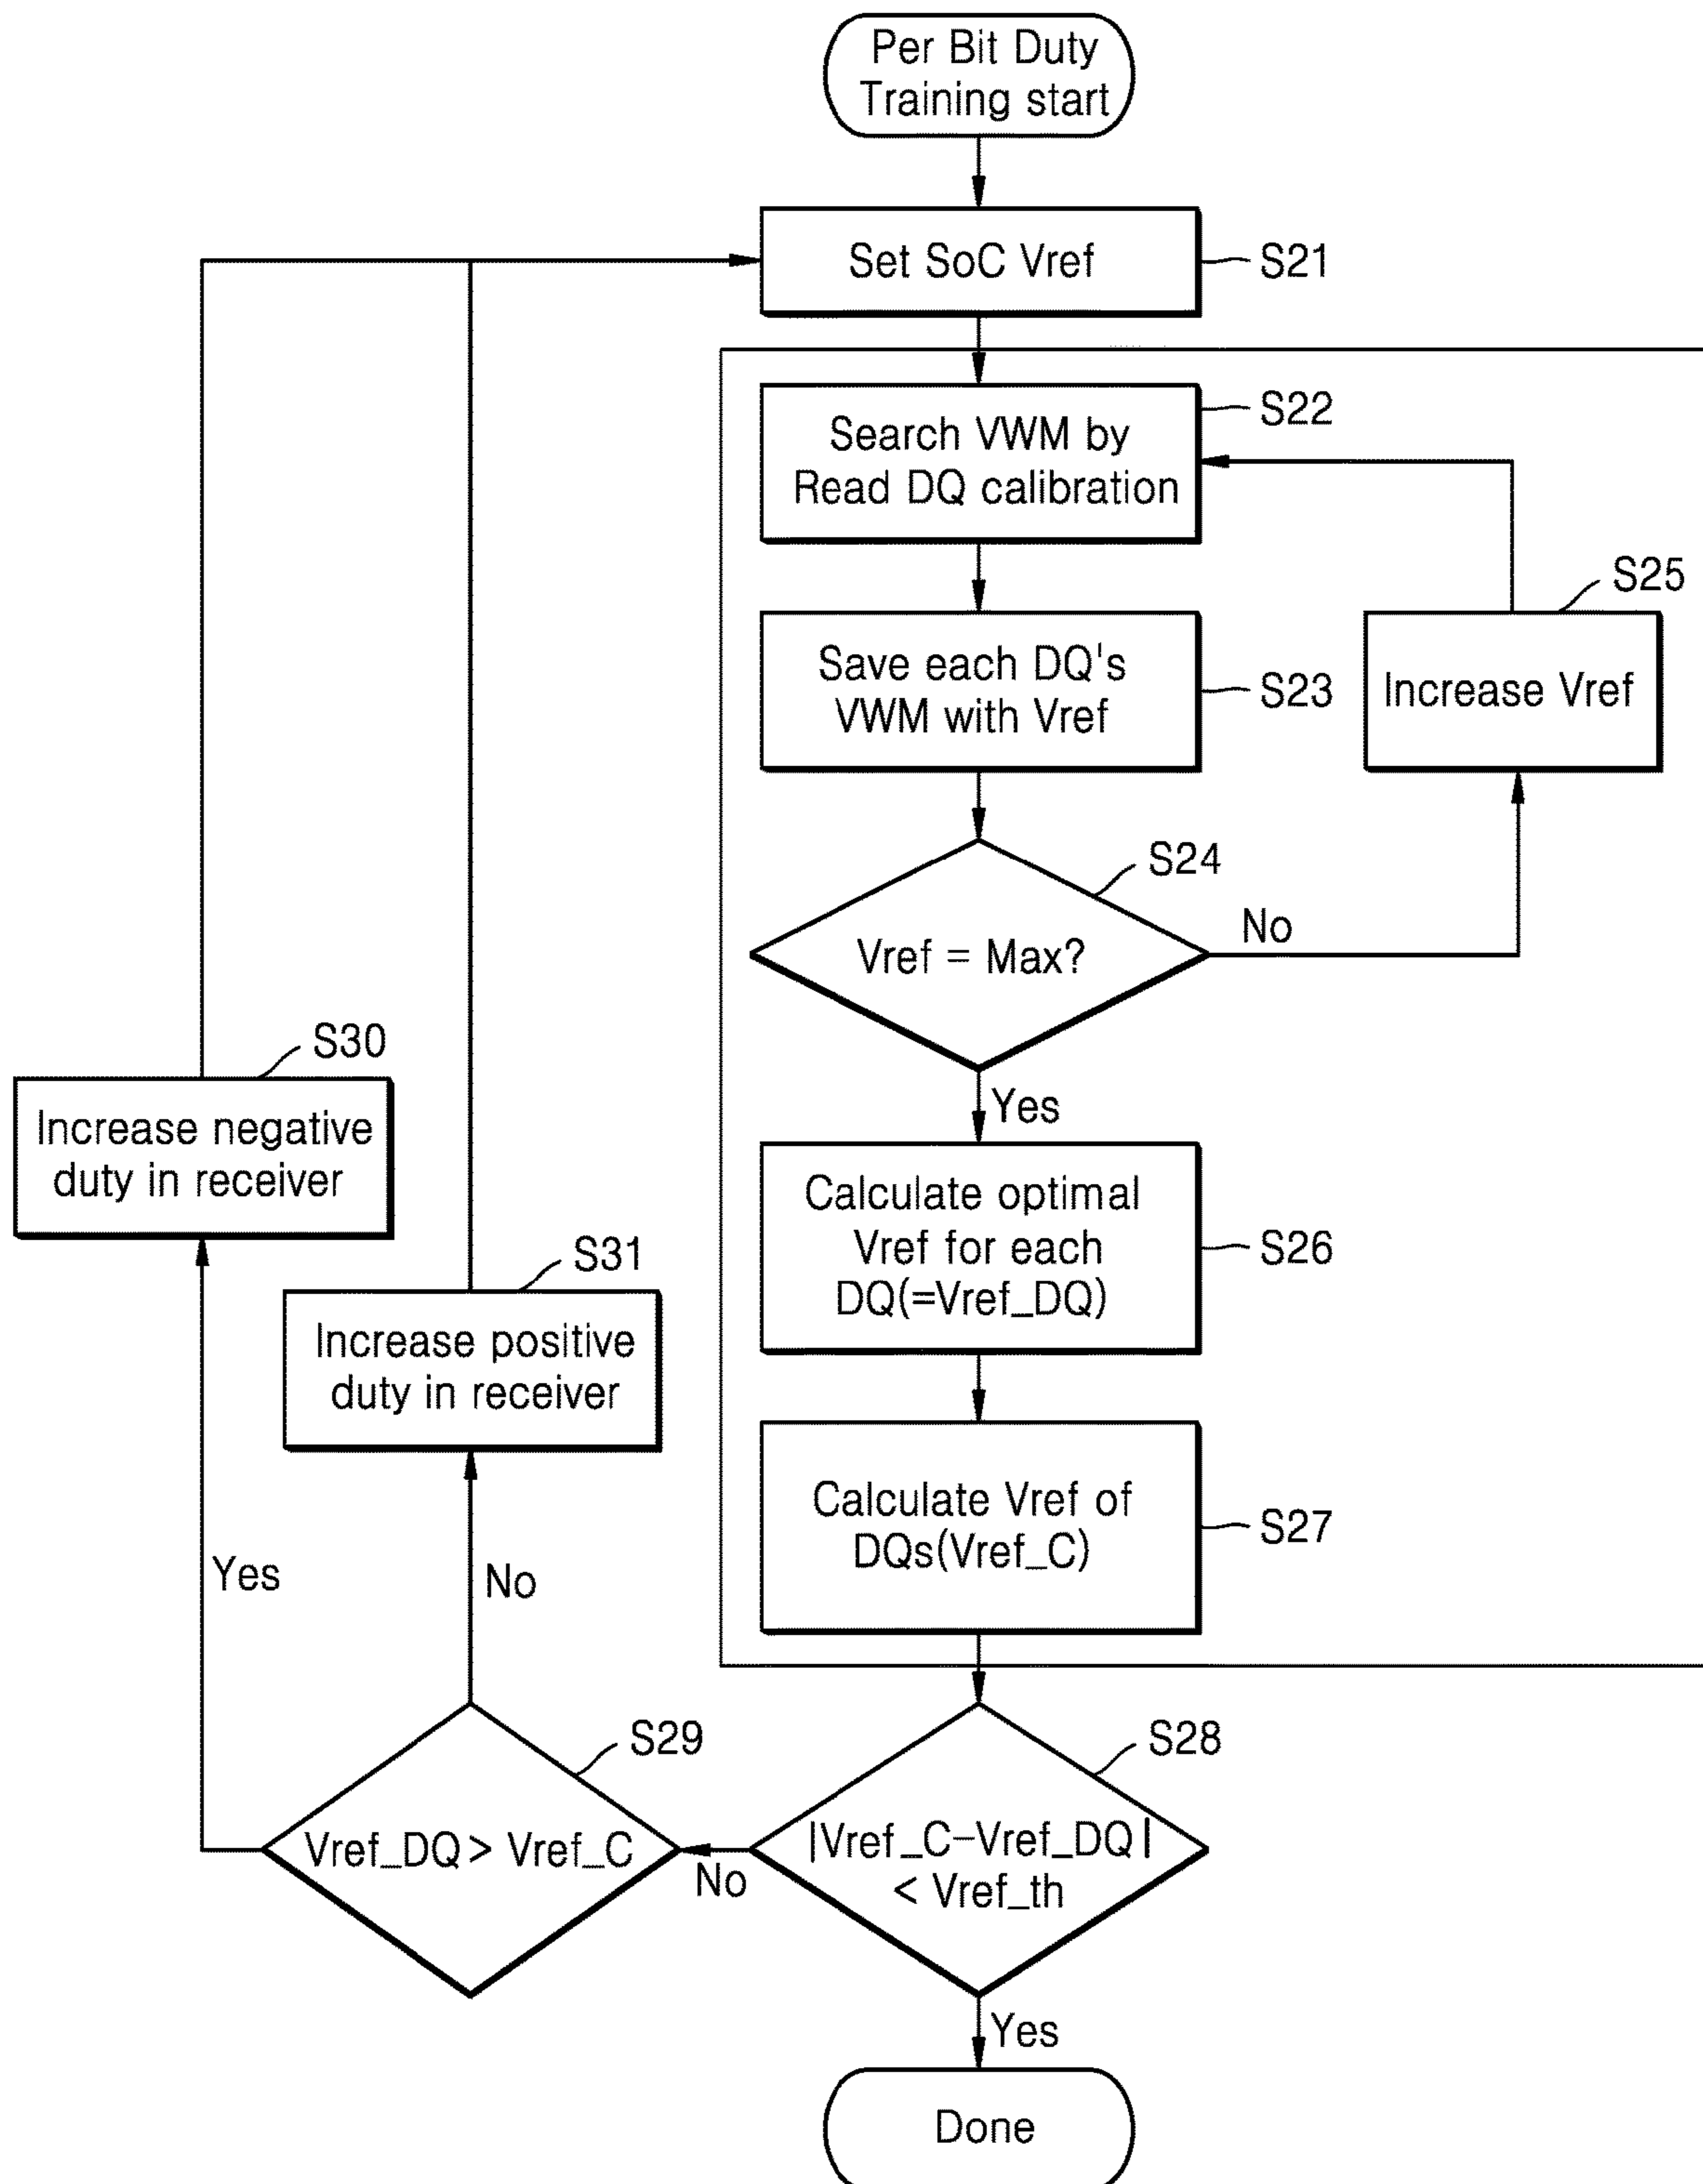 Per Bit Duty
Training start
Set SoC Vref
S21
Search VWM by
Read DQ calibration
S22
Save each DQ's
VWM with Vref
S23
S25
Increase Vref
S24
Vref = Max?
No
Yes
S30
Increase negative
duty in receiver
S31
Increase positive
duty in receiver
Calculate optimal
Vref for each
DQ(=Vref_DQ)
S26
Calculate Vref of
DQs(Vref_C)
S27
Yes
No
S29
Vref_DQ > Vref_C
No
S28
|Vref_C-Vref_DQ|
< Vref_th
Yes
Done